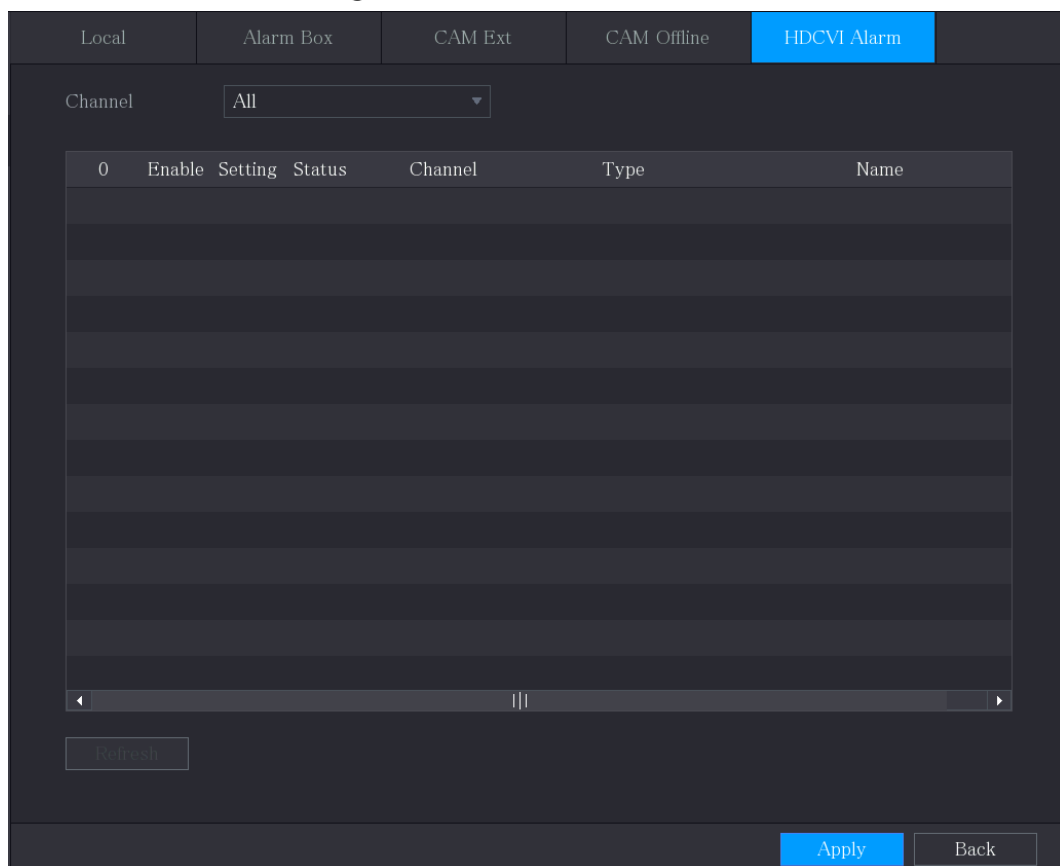 Local Alarm Box CAM Ext CAM Offline HDCVI Alarm
Channel All
0 Enable Setting Status Channel Type Name
Refresh
Apply Back